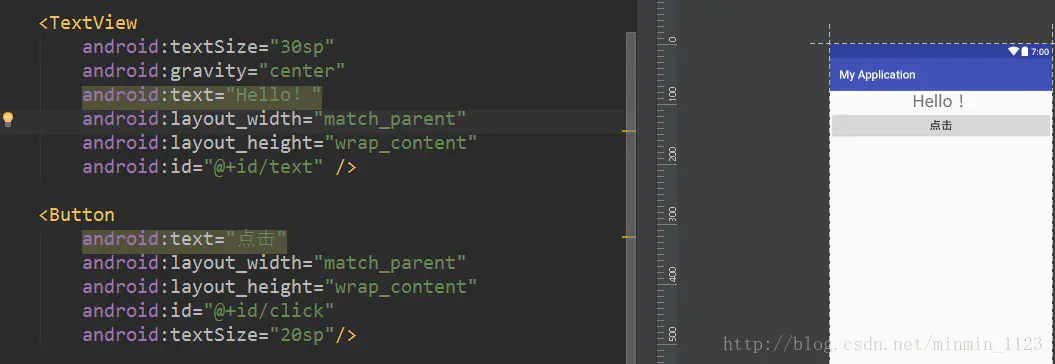 <TextView
android:textSize="30sp"
android:gravity="center"
android:text="Hello！"
android:layout_width="match_parent"
android:layout_height="wrap_content"
android:id="@+id/text" />
<Button
android:text="点击"
android:layout_width="match_parent"
android:layout_height="wrap_content"
android:id="@+id/click"
android:textSize="20sp"/>
0
100
200
300
400
500
7:00
My Application
Hello！
点击
http://blog.csdn.net/minmin_1123